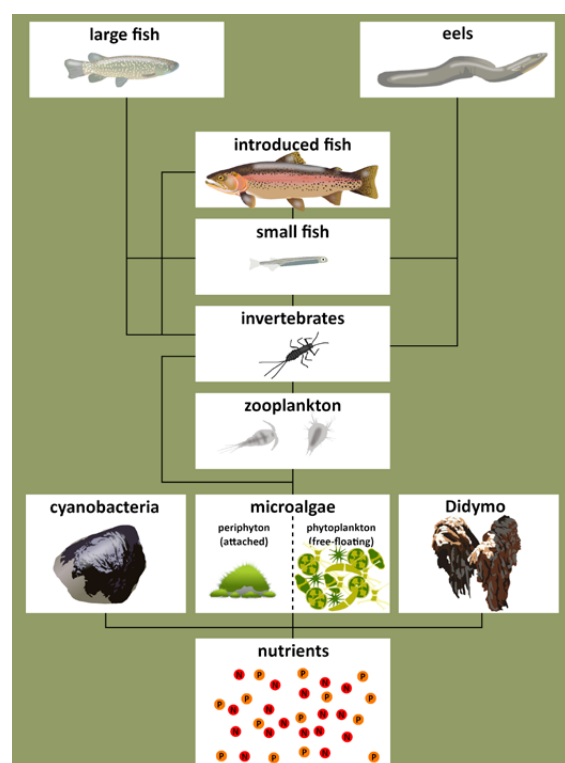 large fish
eels
introduced fish
small fish
invertebrates
zooplankton
cyanobacteria
microalgae
Didymo
periphyton
(attached)
phytoplankton
(free-floating)
nutrients
N P P P
N N N P
P P N
P N N N N P
P N N N
N N N N N
P N P N P